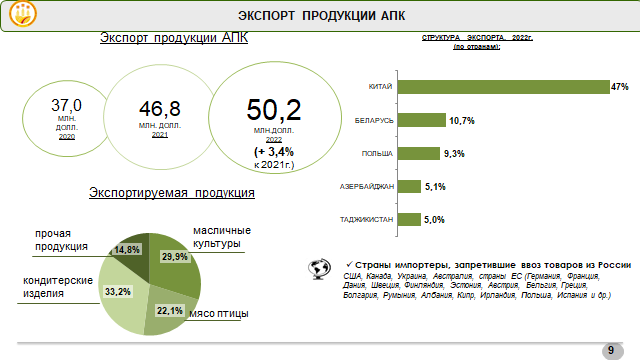 ЭКСПОРТ ПРОДУКЦИИ АПК
Экспорт продукции АПК
37,0
МЛН.
ДОЛЛ.
2020
46,8
МЛН. ДОЛЛ.
2021
50,2
МЛН.ДОЛЛ.
2022
(+ 3,4%
к 2021г.)
СТРУКТУРА ЭКСПОРТА, 2022г.
(по странам):
КИТАЙ
47%
БЕЛАРУСЬ
10,7%
ПОЛЬША
9,3%
АЗЕРБАЙДЖАН
5,1%
ТАДЖИКИСТАН
5,0%
Экспортируемая продукция
прочая
продукция
14,8%
масличные
культуры
29,9%
кондитерские
изделия
33,2%
22,1%
мясо птицы
✓ Страны импортеры, запретившие ввоз товаров из России
США, Канада, Украина, Австралия, страны ЕС (Германия, Франция,
Дания, Швеция, Финляндия, Эстония, Австрия, Бельгия, Греция,
Болгария, Румыния, Албания, Кипр, Ирландия, Польша, Испания и др.)
9